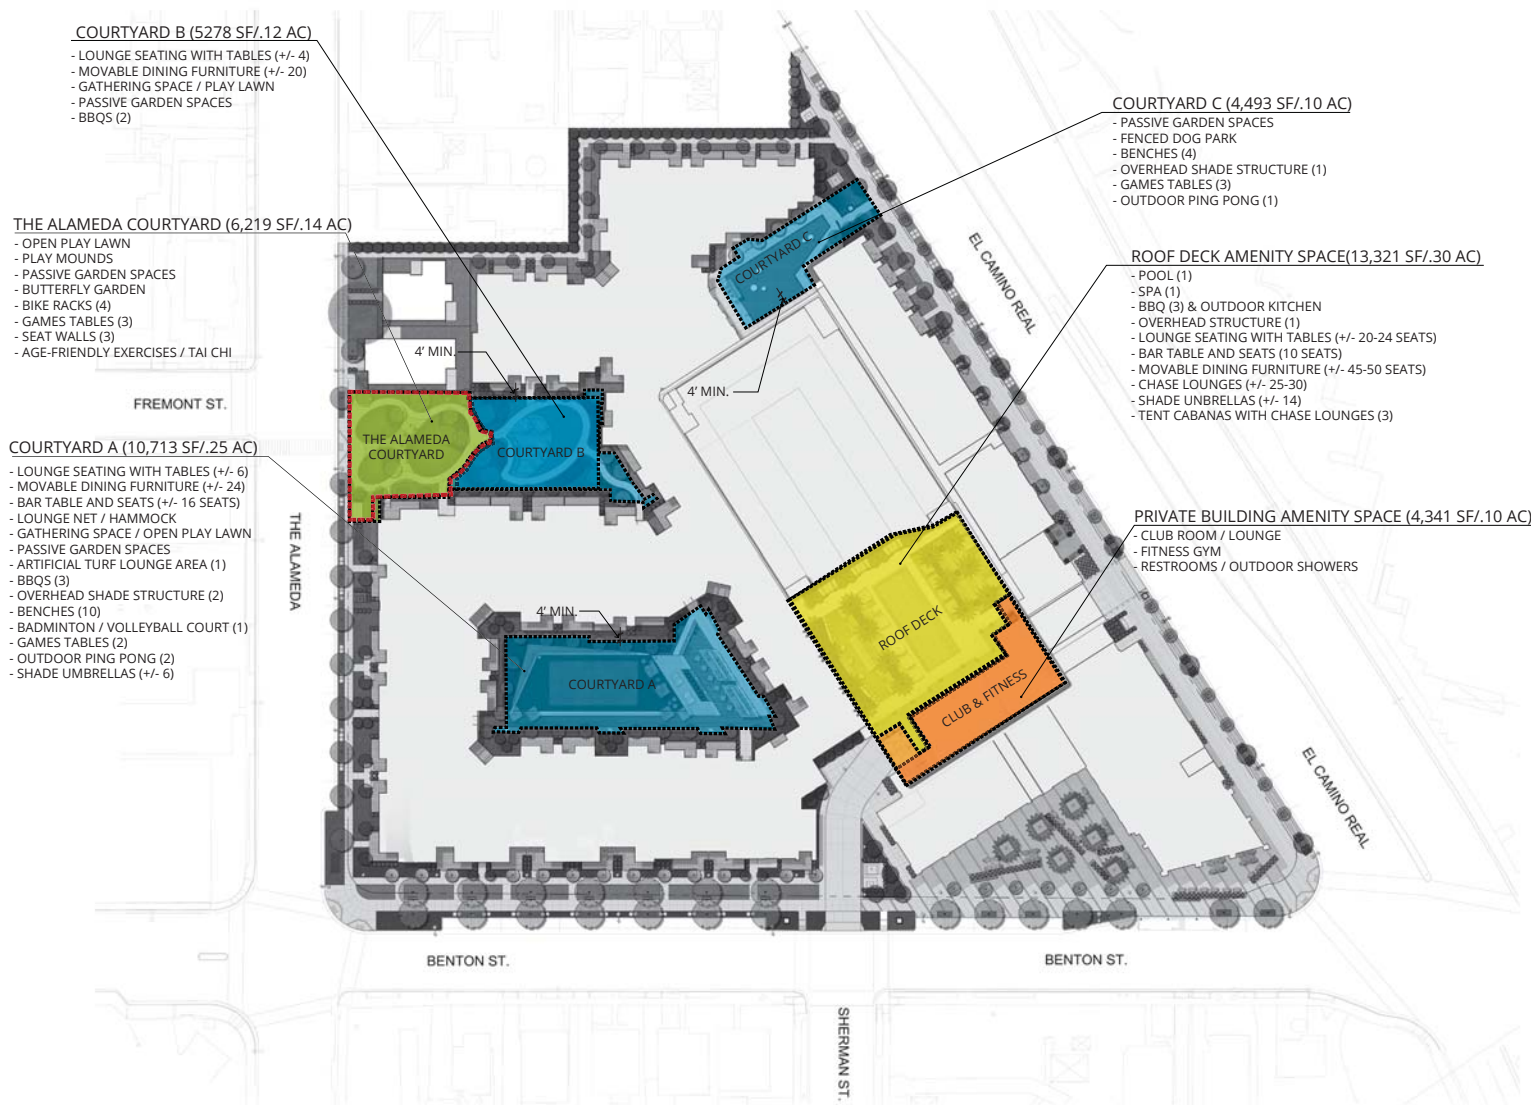 COURTYARD B (5278 SF/.12 AC)
- LOUNGE SEATING WITH TABLES (+/- 4)
- MOVABLE DINING FURNITURE (+/- 20)
- GATHERING SPACE / PLAY LAWN
- PASSIVE GARDEN SPACES
- BBQS (2)
THE ALAMEDA COURTYARD (6,219 SF/.14 AC)
- OPEN PLAY LAWN
- PLAY MOUNDS
- PASSIVE GARDEN SPACES
- BUTTERFLY GARDEN
- BIKE RACKS (4)
- GAMES TABLES (3)
- SEAT WALLS (3)
- AGE-FRIENDLY EXERCISES / TAI CHI
FREMONT ST.
COURTYARD A (10,713 SF/.25 AC)
- LOUNGE SEATING WITH TABLES (+/- 6)
- MOVABLE DINING FURNITURE (+/- 24)
- BAR TABLE AND SEATS (+/- 16 SEATS)
- LOUNGE NET / HAMMOCK
- GATHERING SPACE / OPEN PLAY LAWN
- PASSIVE GARDEN SPACES
- ARTIFICIAL TURF LOUNGE AREA (1)
- BBQS (3)
- OVERHEAD SHADE STRUCTURE (2)
- BENCHES (10)
- BADMINTON / VOLLEYBALL COURT (1)
- GAMES TABLES (2)
- OUTDOOR PING PONG (2)
- SHADE UMBRELLAS (+/- 6)
THE ALAMEDA
4' MIN.
THE ALAMEDA
COURTYARD
COURTYARD B
4' MIN.
COURTYARD A
COURTYARD C
4' MIN.
ROOF DECK
CLUB & FITNESS
COURTYARD C (4,493 SF/.10 AC)
- PASSIVE GARDEN SPACES
- FENCED DOG PARK
- BENCHES (4)
- OVERHEAD SHADE STRUCTURE (1)
- GAMES TABLES (3)
- OUTDOOR PING PONG (1)
EL CAMINO REAL
ROOF DECK AMENITY SPACE(13,321 SF/.30 AC)
- POOL (1)
- SPA (1)
- BBQ (3) & OUTDOOR KITCHEN
- OVERHEAD STRUCTURE (1)
- LOUNGE SEATING WITH TABLES (+/- 20-24 SEATS)
- BAR TABLE AND SEATS (10 SEATS)
- MOVABLE DINING FURNITURE (+/- 45-50 SEATS)
- CHASE LOUNGES (+/- 25-30)
- SHADE UNBRELLAS (+/- 14)
- TENT CABANAS WITH CHASE LOUNGES (3)
PRIVATE BUILDING AMENITY SPACE (4,341 SF/.10 AC)
- CLUB ROOM / LOUNGE
- FITNESS GYM
- RESTROOMS / OUTDOOR SHOWERS
EL CAMINO REAL
BENTON ST.
BENTON ST.
SHERMAN ST.